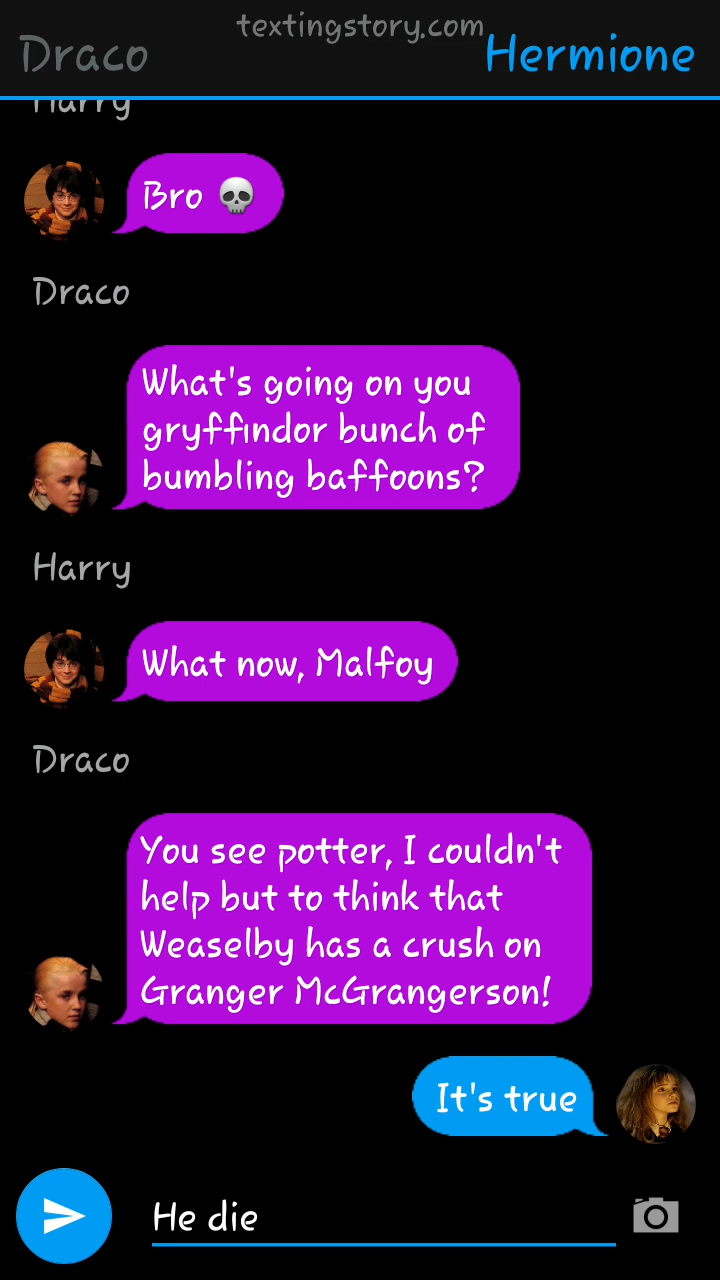 textingstory.com
Draco
Hermione
Harry
Bro 💀
Draco
What's going on you
gryffindor bunch of
bumbling baffoons?
Harry
What now, Malfoy
Draco
You see potter, I couldn't
help but to think that
Weaselby has a crush on
Granger McGrangerson!
It's true
He die